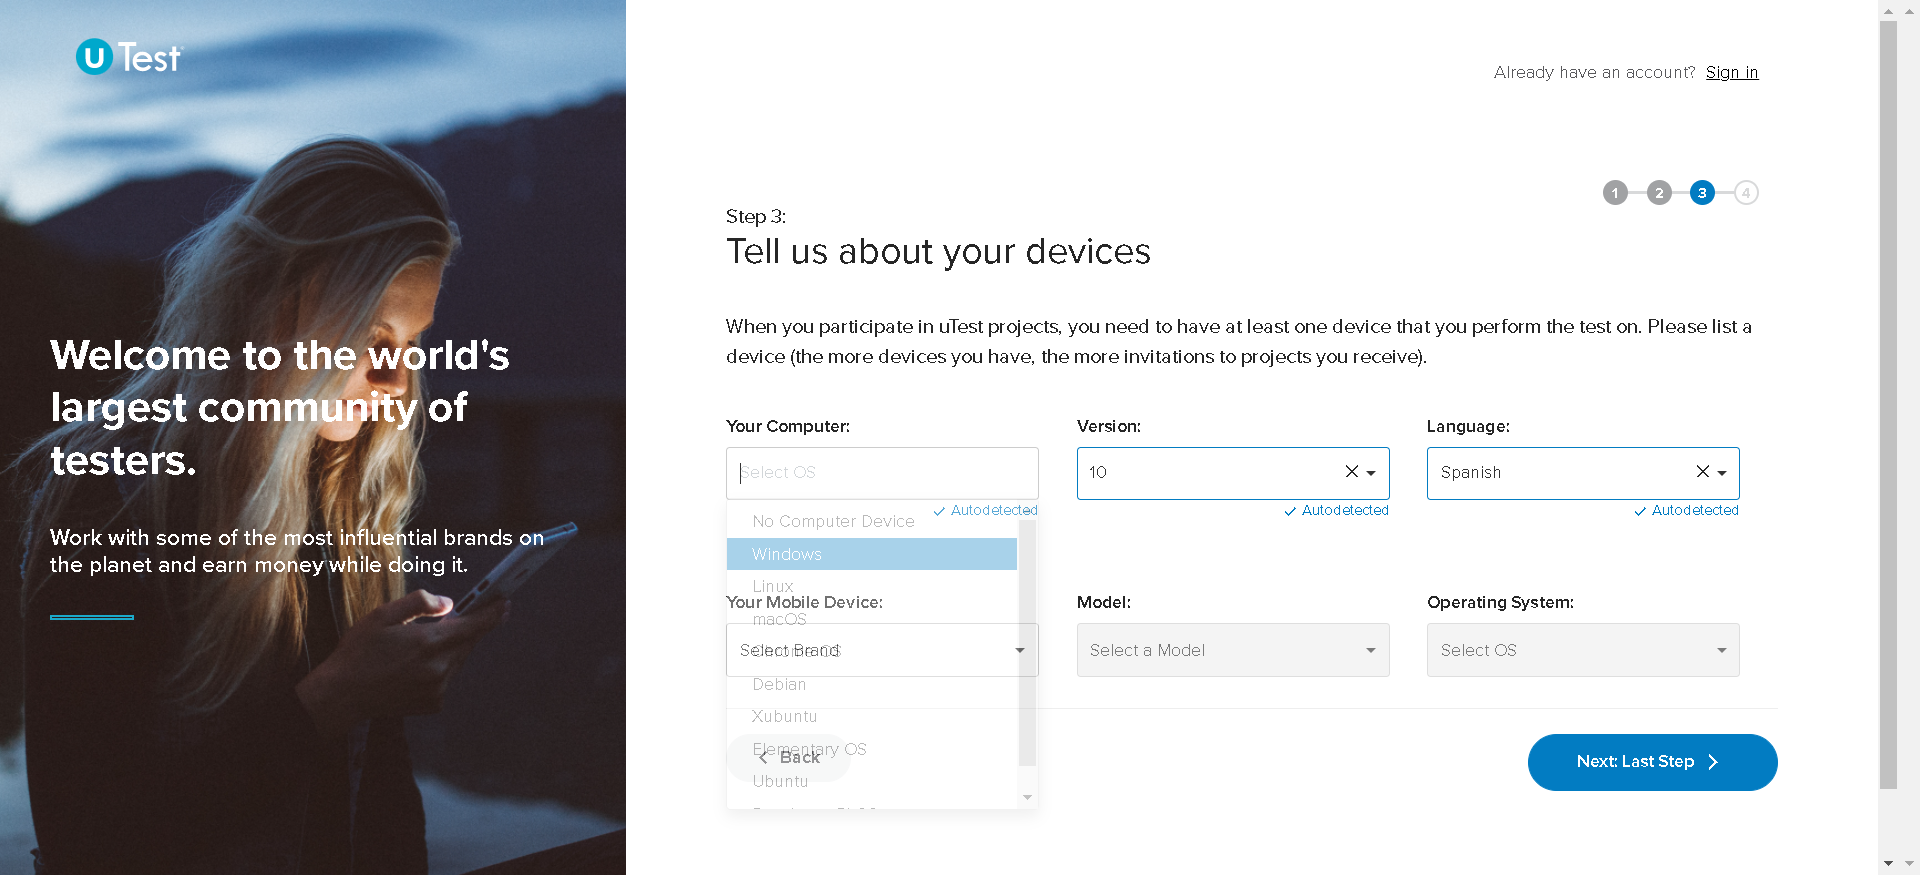 U Test
Welcome to the world's
largest community of
testers.
Work with some of the most influential brands on
the planet and earn money while doing it.
Already have an account? Sign in
1 2 3 4
Step 3:
Tell us about your devices
When you participate in uTest projects, you need to have at least one device that you perform the test on. Please list a
device (the more devices you have, the more invitations to projects you receive).
Your Computer: Version: Language:
Select OS 10 Spanish
Autodetected Autodetected Autodetected
No Computer Device
Windows
Linux
Your Mobile Device: Model: Operating System:
macOS
Select Brand Select a Model Select OS
Chrome OS
Debian
Xubuntu
Elementary OS
Back Next: Last Step
Ubuntu